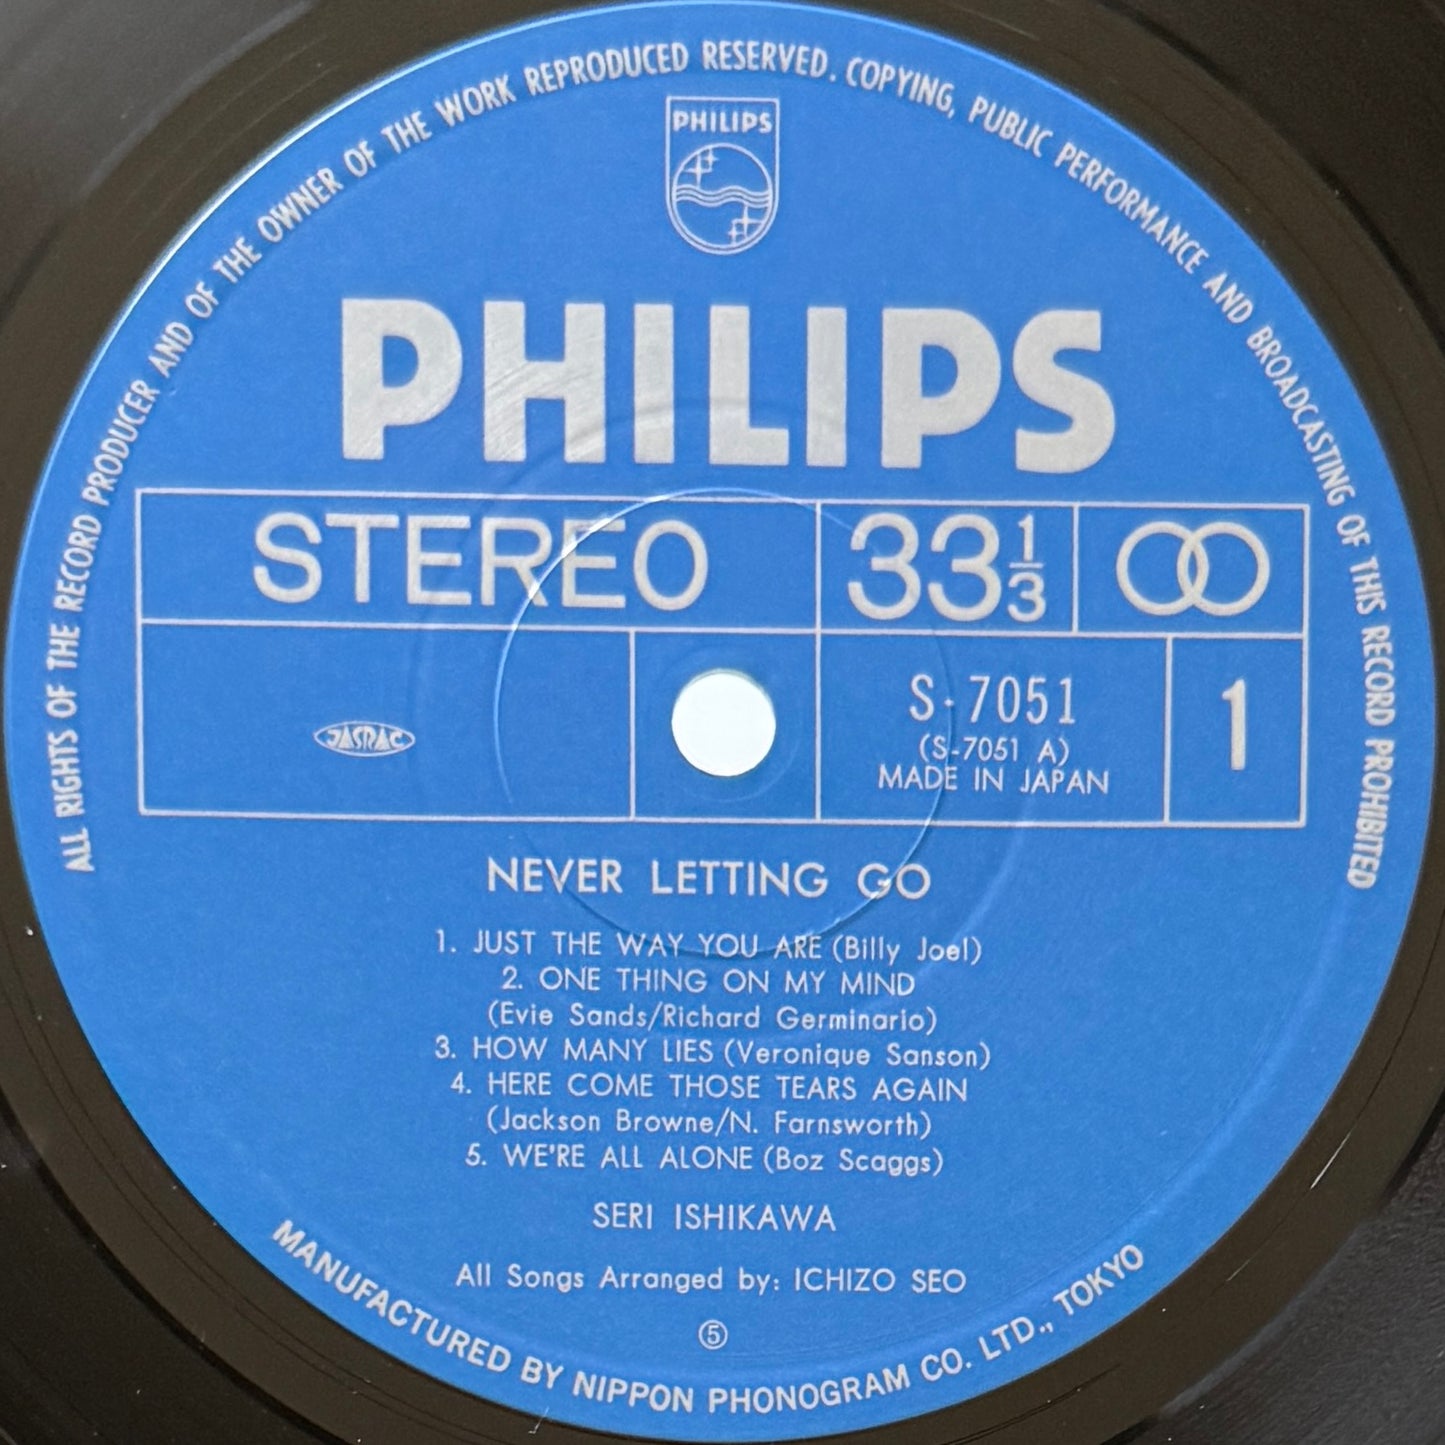 ALL RIGHTS OF THE RECORD PRODUCER AND OF THE OWNER OF THE WORK REPRODUCED RESERVED. COPYING, PUBLIC PERFORMANCE AND BROADCASTING OF THIS RECORD PROHIBITED
PHILIPS
PHILIPS
STEREO 33 1/3
JASRAC
S-7051
(S-7051 A)
MADE IN JAPAN
1
NEVER LETTING GO
1. JUST THE WAY YOU ARE (Billy Joel)
2. ONE THING ON MY MIND
(Evie Sands/Richard Germinario)
3. HOW MANY LIES (Veronique Sanson)
4. HERE COME THOSE TEARS AGAIN
(Jackson Browne/N. Farnsworth)
5. WE'RE ALL ALONE (Boz Scaggs)
SERI ISHIKAWA
All Songs Arranged by: ICHIZO SEO
⑤
MANUFACTURED BY NIPPON PHONOGRAM CO. LTD., TOKYO